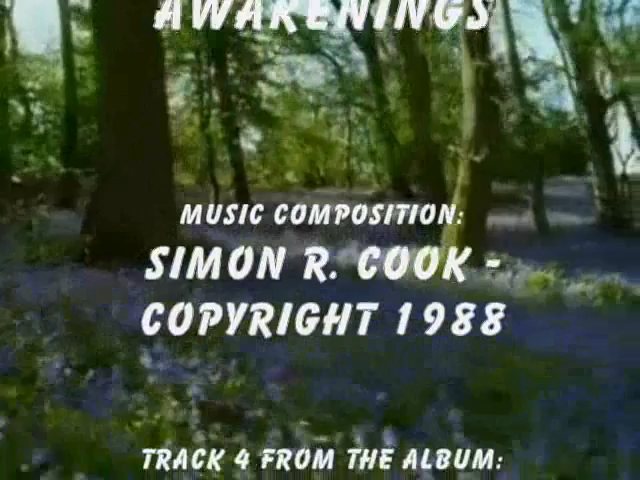 AWAKENINGS
MUSIC COMPOSITION:
SIMON R. COOK -
COPYRIGHT 1988
TRACK 4 FROM THE ALBUM: